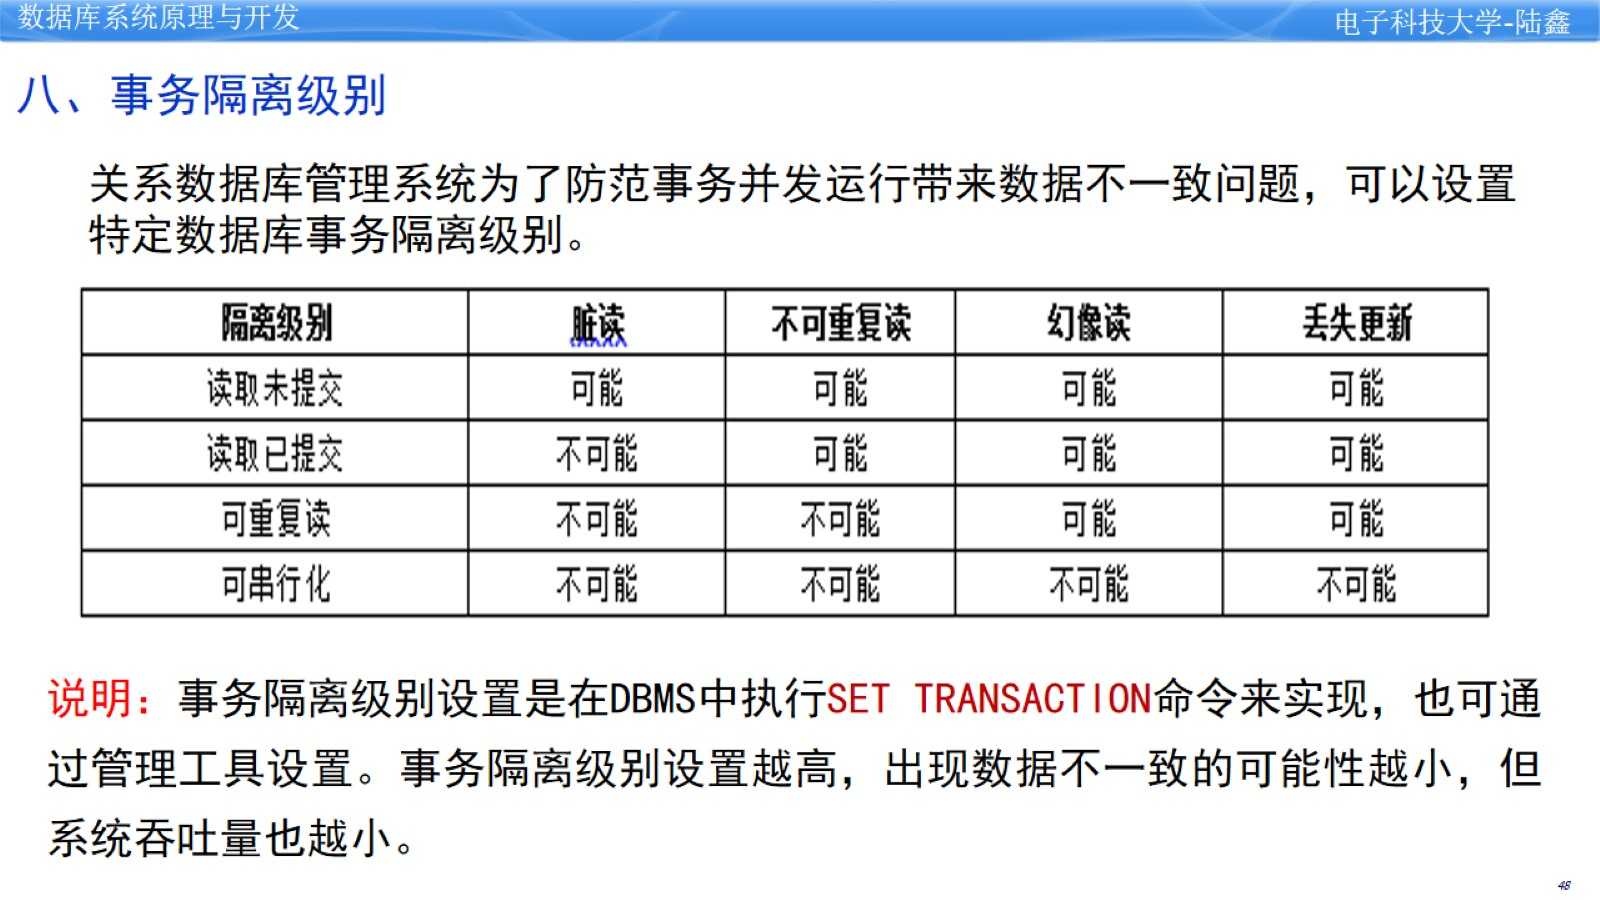 数据库系统原理与开发
电子科技大学-陆鑫
八、事务隔离级别
关系数据库管理系统为了防范事务并发运行带来数据不一致问题，可以设置
特定数据库事务隔离级别。
隔离级别 脏读 不可重复读 幻像读 丢失更新
读取未提交 可能 可能 可能 可能
读取已提交 不可能 可能 可能 可能
可重复读 不可能 不可能 可能 可能
可串行化 不可能 不可能 不可能 不可能
说明：事务隔离级别设置是在DBMS中执行SET TRANSACTION命令来实现，也可通
过管理工具设置。事务隔离级别设置越高，出现数据不一致的可能性越小，但
系统吞吐量也越小。
48